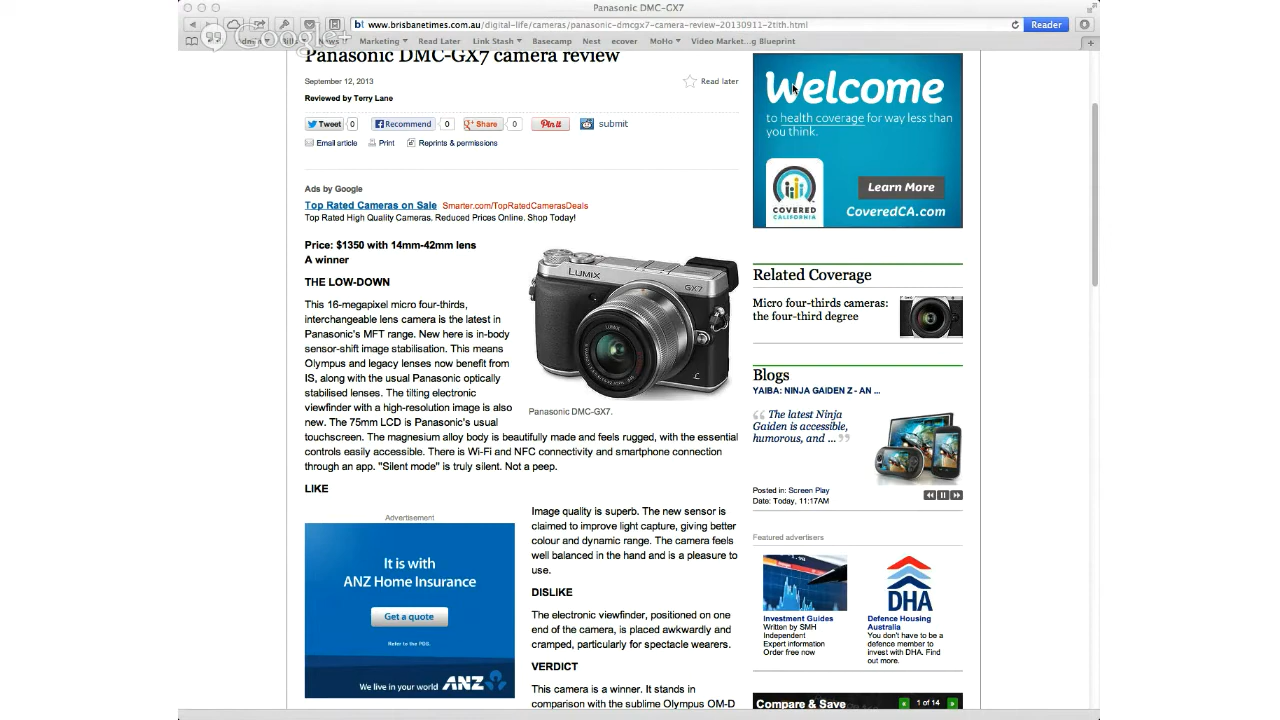 Panasonic DMC-GX7
www.brisbanetimes.com.au/digital-life/cameras/panasonic-dmcgx7-camera-review-20130911-2tith.html
Reader
Google+
Marketing
Read Later
Link Stash
Basecamp
Nest
ecover
MoHo
Video Market...g Blueprint
Panasonic DMC-GX7 camera review
September 12, 2013
Read later
Reviewed by Terry Lane
Tweet 0
Recommend 0
Share 0
Pin it
submit
Email article
Print
Reprints & permissions
Ads by Google
Top Rated Cameras on Sale Smarter.com/TopRatedCamerasDeals
Top Rated High Quality Cameras. Reduced Prices Online. Shop Today!
Price: $1350 with 14mm-42mm lens
A winner
THE LOW-DOWN
This 16-megapixel micro four-thirds,
interchangeable lens camera is the latest in
Panasonic's MFT range. New here is in-body
sensor-shift image stabilisation. This means
Olympus and legacy lenses now benefit from
IS, along with the usual Panasonic optically
stabilised lenses. The tilting electronic
viewfinder with a high-resolution image is also
new. The 75mm LCD is Panasonic's usual
touchscreen. The magnesium alloy body is beautifully made and feels rugged, with the essential
controls easily accessible. There is Wi-Fi and NFC connectivity and smartphone connection
through an app. "Silent mode" is truly silent. Not a peep.
LUMIX
GX7
LUMIX
L
Panasonic DMC-GX7.
LIKE
Advertisement
It is with
ANZ Home Insurance
Get a quote
Refer to the PDS.
We live in your world ANZ
Image quality is superb. The new sensor is
claimed to improve light capture, giving better
colour and dynamic range. The camera feels
well balanced in the hand and is a pleasure to
use.
DISLIKE
The electronic viewfinder, positioned on one
end of the camera, is placed awkwardly and
cramped, particularly for spectacle wearers.
VERDICT
This camera is a winner. It stands in
comparison with the sublime Olympus OM-D
Welcome
to health coverage for way less than
you think.
COVERED
CALIFORNIA
Learn More
CoveredCA.com
Related Coverage
Micro four-thirds cameras:
the four-third degree
Blogs
YAIBA: NINJA GAIDEN Z - AN ...
The latest Ninja
Gaiden is accessible,
humorous, and ...
Posted in: Screen Play
Date: Today, 11:17AM
Featured advertisers
Investment Guides
Written by SMH
Independent
Expert information
Order free now
DHA
Defence Housing
Australia
You don't have to be a
defence member to
invest with DHA. Find
out more.
Compare & Save
1 of 14